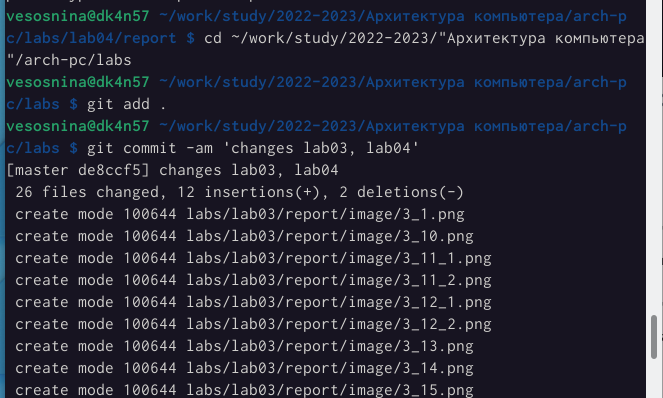 vesosnina@dk4n57 ~/work/study/2022-2023/Архитектура компьютера/arch-p
c/labs/lab04/report $ cd ~/work/study/2022-2023/"Архитектура компьютера
"/arch-pc/labs
vesosnina@dk4n57 ~/work/study/2022-2023/Архитектура компьютера/arch-p
c/labs $ git add .
vesosnina@dk4n57 ~/work/study/2022-2023/Архитектура компьютера/arch-p
c/labs $ git commit -am 'changes lab03, lab04'
[master de8ccf5] changes lab03, lab04
 26 files changed, 12 insertions(+), 2 deletions(-)
 create mode 100644 labs/lab03/report/image/3_1.png
 create mode 100644 labs/lab03/report/image/3_10.png
 create mode 100644 labs/lab03/report/image/3_11_1.png
 create mode 100644 labs/lab03/report/image/3_11_2.png
 create mode 100644 labs/lab03/report/image/3_12_1.png
 create mode 100644 labs/lab03/report/image/3_12_2.png
 create mode 100644 labs/lab03/report/image/3_13.png
 create mode 100644 labs/lab03/report/image/3_14.png
 create mode 100644 labs/lab03/report/image/3_15.png